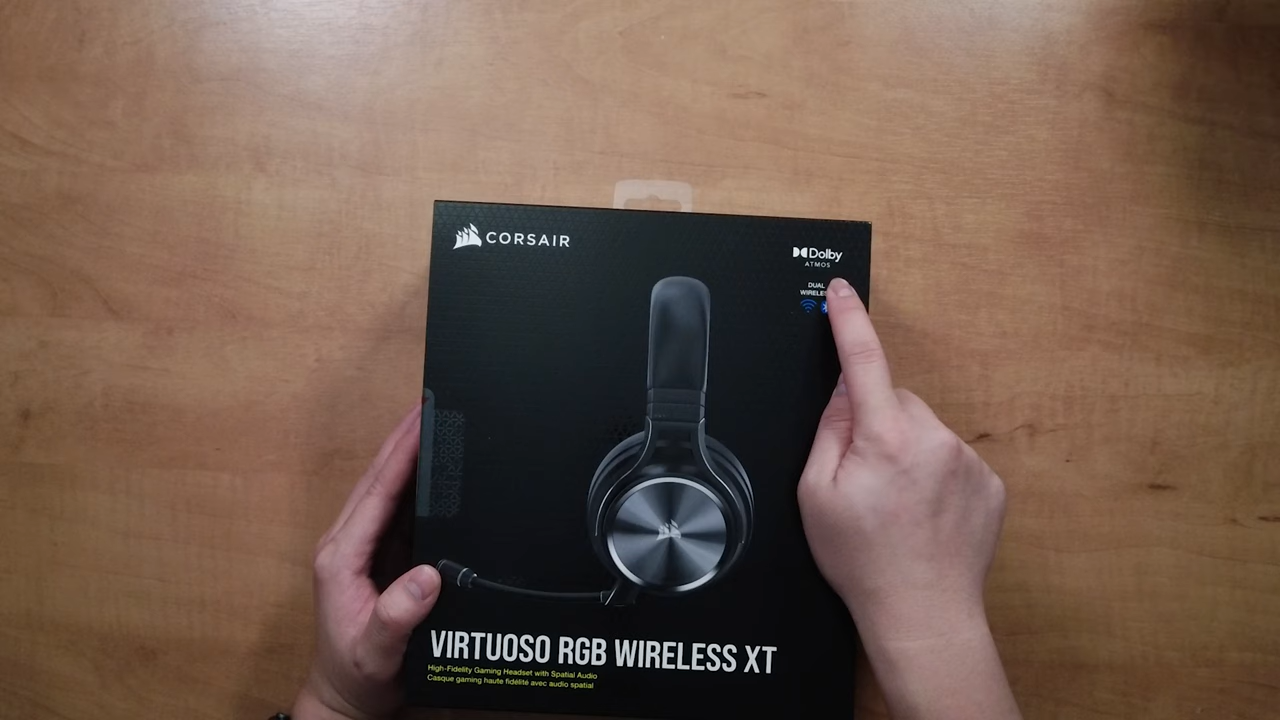 CORSAIR
Dolby
ATMOS
DUAL
VIRTUOSO RGB WIRELESS XT
High-Fidelity Gaming Headset with Spatial Audio
Casque gaming haute fidélité avec audio spatial